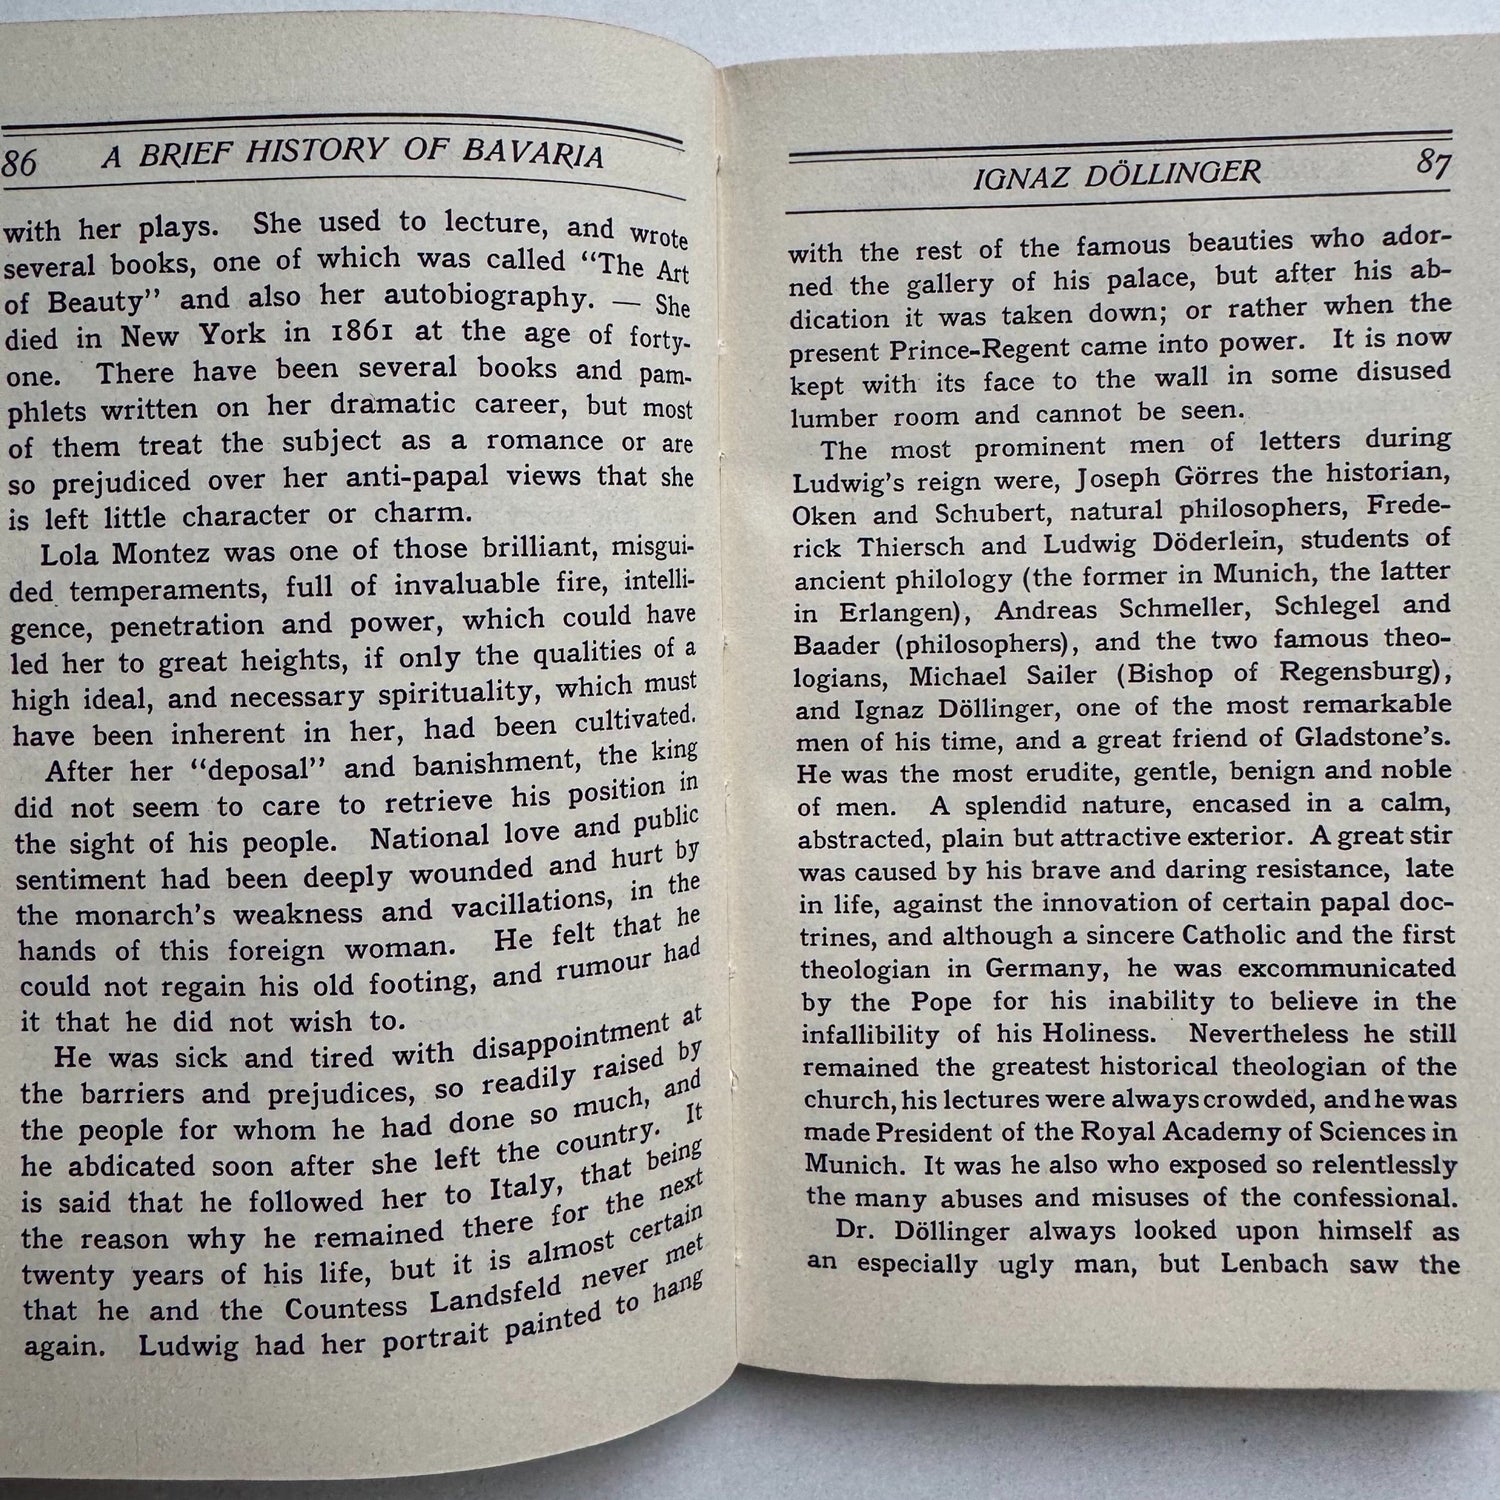 86 A BRIEF HISTORY OF BAVARIA
with her plays. She used to lecture, and wrote
several books, one of which was called “The Art
of Beauty” and also her autobiography. — She
died in New York in 1861 at the age of forty-
one. There have been several books and pam-
phlets written on her dramatic career, but most
of them treat the subject as a romance or are
so prejudiced over her anti-papal views that she
is left little character or charm.
Lola Montez was one of those brilliant, misgui-
ded temperaments, full of invaluable fire, intelli-
gence, penetration and power, which could have
led her to great heights, if only the qualities of a
high ideal, and necessary spirituality, which must
have been inherent in her, had been cultivated.
After her “deposal” and banishment, the king
did not seem to care to retrieve his position in
the sight of his people. National love and public
sentiment had been deeply wounded and hurt by
the monarch’s weakness and vacillations, in the
hands of this foreign woman. He felt that he
could not regain his old footing, and rumour had
it that he did not wish to.
He was sick and tired with disappointment at
the barriers and prejudices, so readily raised by
the people for whom he had done so much, and
he abdicated soon after she left the country. It
is said that he followed her to Italy, that being
the reason why he remained there for the next
twenty years of his life, but it is almost certain
that he and the Countess Landsfeld never met
again. Ludwig had her portrait painted to hang
IGNAZ DÖLLINGER 87
with the rest of the famous beauties who ador-
ned the gallery of his palace, but after his ab-
dication it was taken down; or rather when the
present Prince-Regent came into power. It is now
kept with its face to the wall in some disused
lumber room and cannot be seen.
The most prominent men of letters during
Ludwig’s reign were, Joseph Görres the historian,
Oken and Schubert, natural philosophers, Frede-
rick Thiersch and Ludwig Döderlein, students of
ancient philology (the former in Munich, the latter
in Erlangen), Andreas Schmeller, Schlegel and
Baader (philosophers), and the two famous theo-
logians, Michael Sailer (Bishop of Regensburg),
and Ignaz Döllinger, one of the most remarkable
men of his time, and a great friend of Gladstone’s.
He was the most erudite, gentle, benign and noble
of men. A splendid nature, encased in a calm,
abstracted, plain but attractive exterior. A great stir
was caused by his brave and daring resistance, late
in life, against the innovation of certain papal doc-
trines, and although a sincere Catholic and the first
theologian in Germany, he was excommunicated
by the Pope for his inability to believe in the
infallibility of his Holiness. Nevertheless he still
remained the greatest historical theologian of the
church, his lectures were always crowded, and he was
made President of the Royal Academy of Sciences in
Munich. It was he also who exposed so relentlessly
the many abuses and misuses of the confessional.
Dr. Döllinger always looked upon himself as
an especially ugly man, but Lenbach saw the